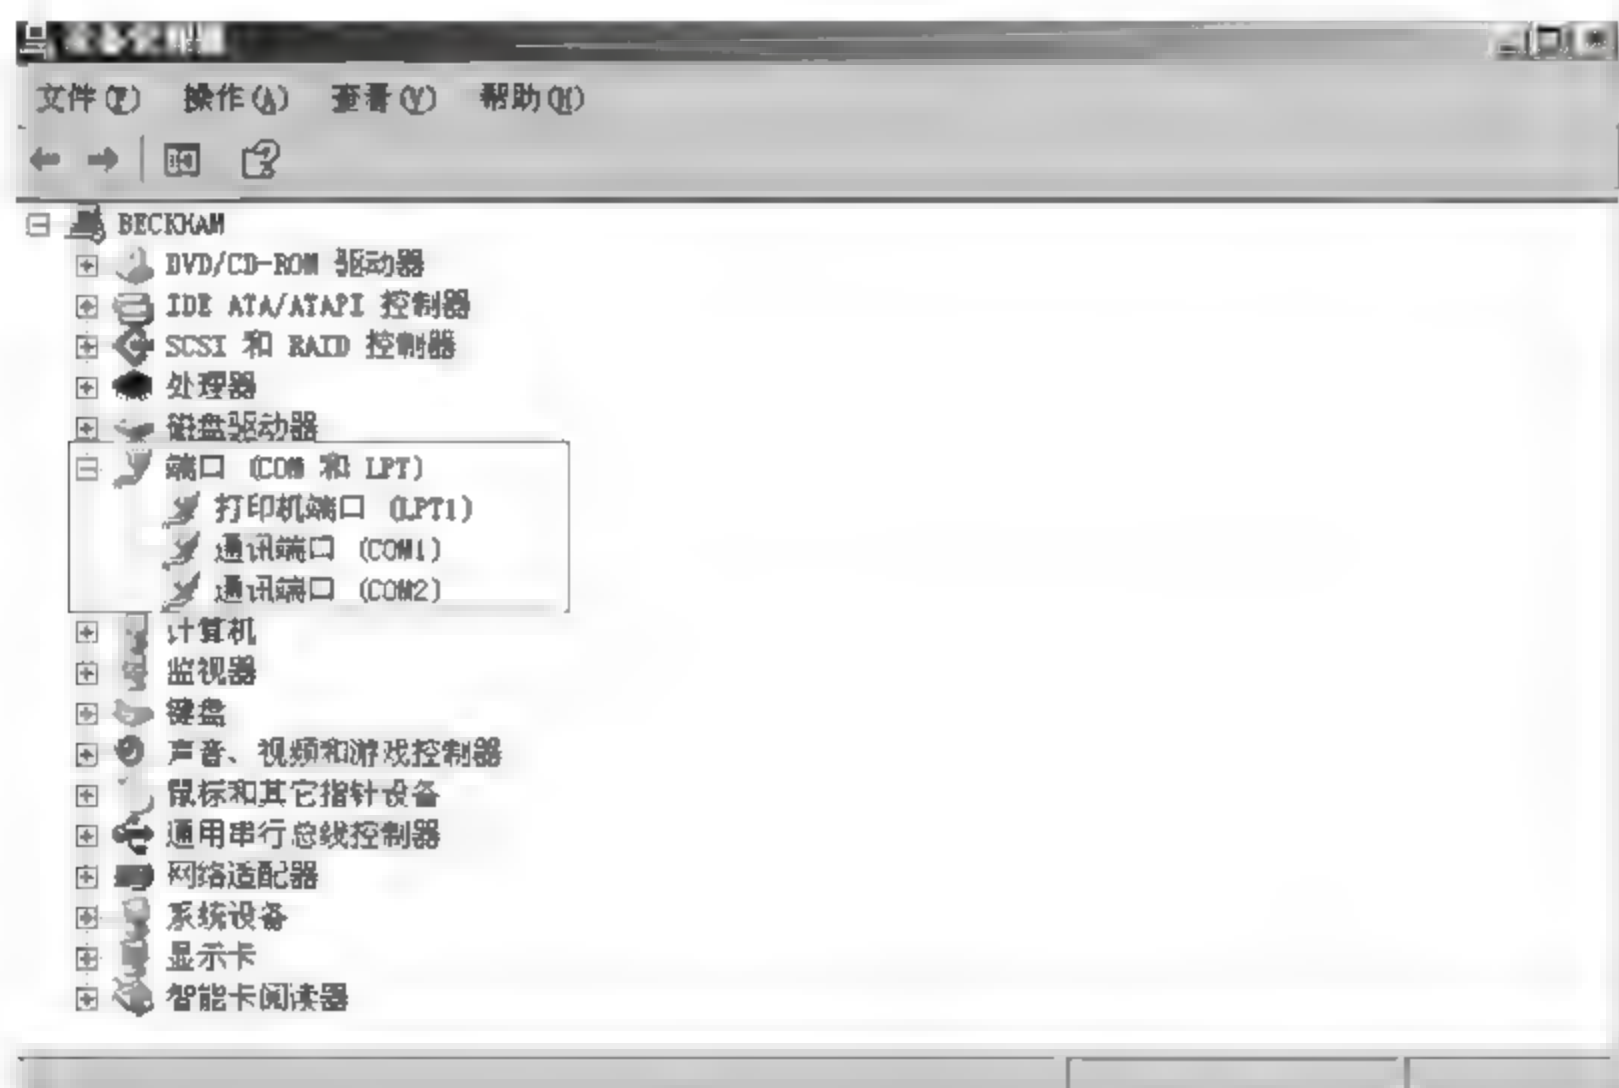 设备管理器
文件(F) 操作(A) 查看(V) 帮助(H)
BECKHAM
DVD/CD-ROM 驱动器
IDE ATA/ATAPI 控制器
SCSI 和 RAID 控制器
处理器
磁盘驱动器
端口 (COM 和 LPT)
打印机端口 (LPT1)
通讯端口 (COM1)
通讯端口 (COM2)
计算机
监视器
键盘
声音、视频和游戏控制器
鼠标和其它指针设备
通用串行总线控制器
网络适配器
系统设备
显示卡
智能卡阅读器